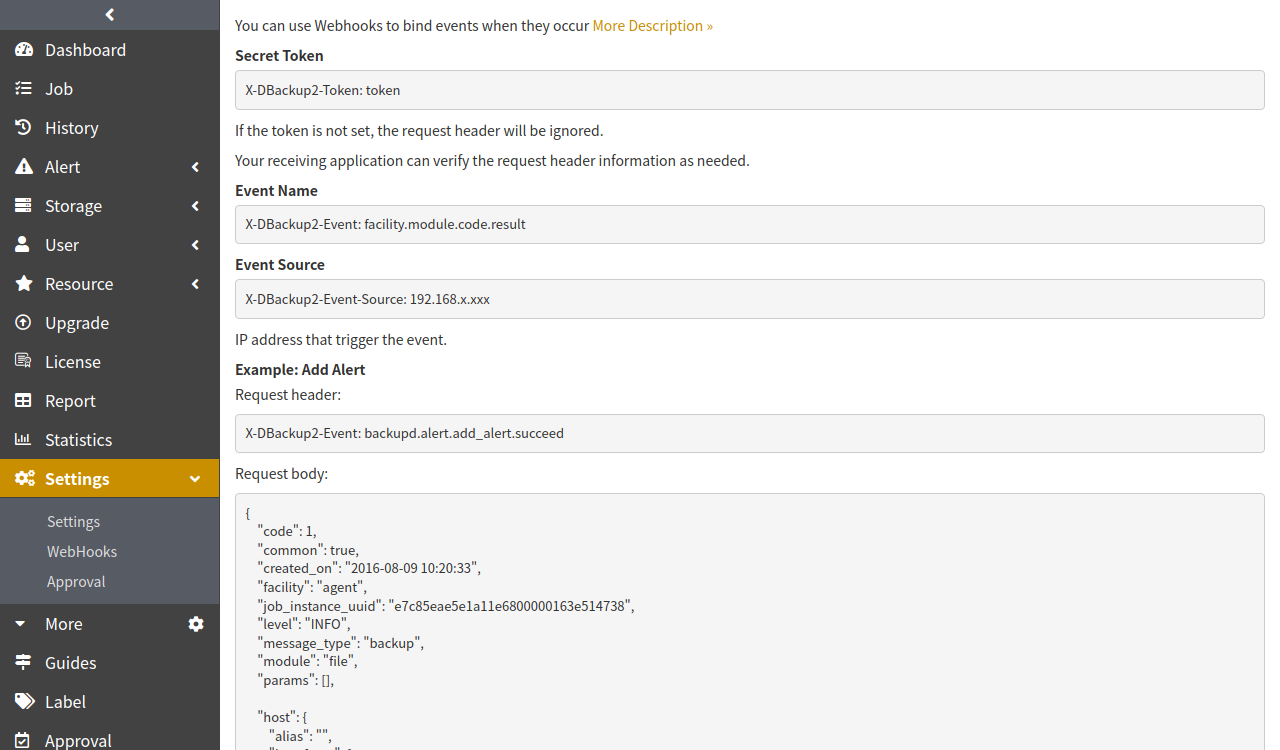 Dashboard
Job
History
Alert
Storage
User
Resource
Upgrade
License
Report
Statistics
Settings
Settings
WebHooks
Approval
More
Guides
Label
Approval
You can use Webhooks to bind events when they occur More Description »
Secret Token
X-DBackup2-Token: token
If the token is not set, the request header will be ignored.
Your receiving application can verify the request header information as needed.
Event Name
X-DBackup2-Event: facility.module.code.result
Event Source
X-DBackup2-Event-Source: 192.168.x.xxx
IP address that trigger the event.
Example: Add Alert
Request header:
X-DBackup2-Event: backupd.alert.add_alert.succeed
Request body:
{
"code": 1,
"common": true,
"created_on": "2016-08-09 10:20:33",
"facility": "agent",
"job_instance_uuid": "e7c85eae5e1a11e6800000163e514738",
"level": "INFO",
"message_type": "backup",
"module": "file",
"params": [],
"host": {
"alias": "",